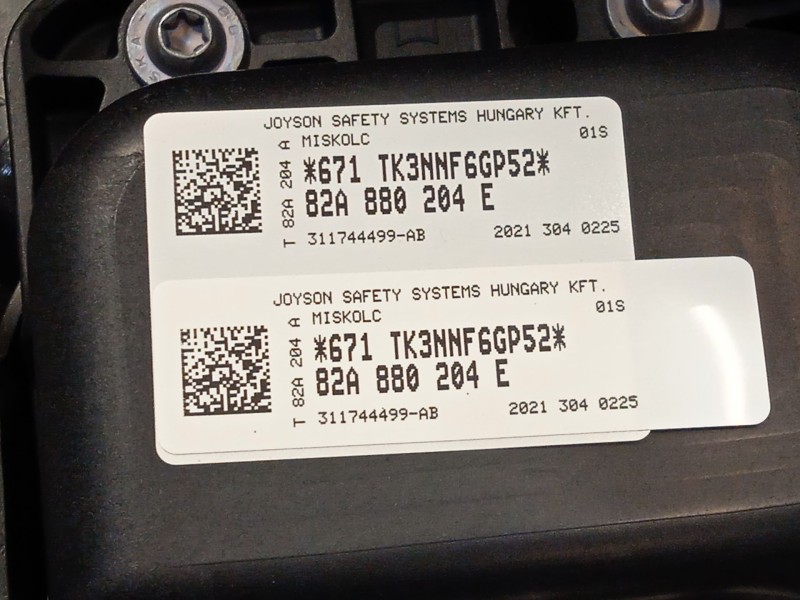 JOYSON SAFETY SYSTEMS HUNGARY KFT.
MISKOLC
01S
T 82A 204 A
*671 TK3NNF6GP52*
82A 880 204 E
311744499-AB
2021 304 0225
JOYSON SAFETY SYSTEMS HUNGARY KFT.
MISKOLC
01S
T 82A 204 A
*671 TK3NNF6GP52*
82A 880 204 E
311744499-AB
2021 304 0225